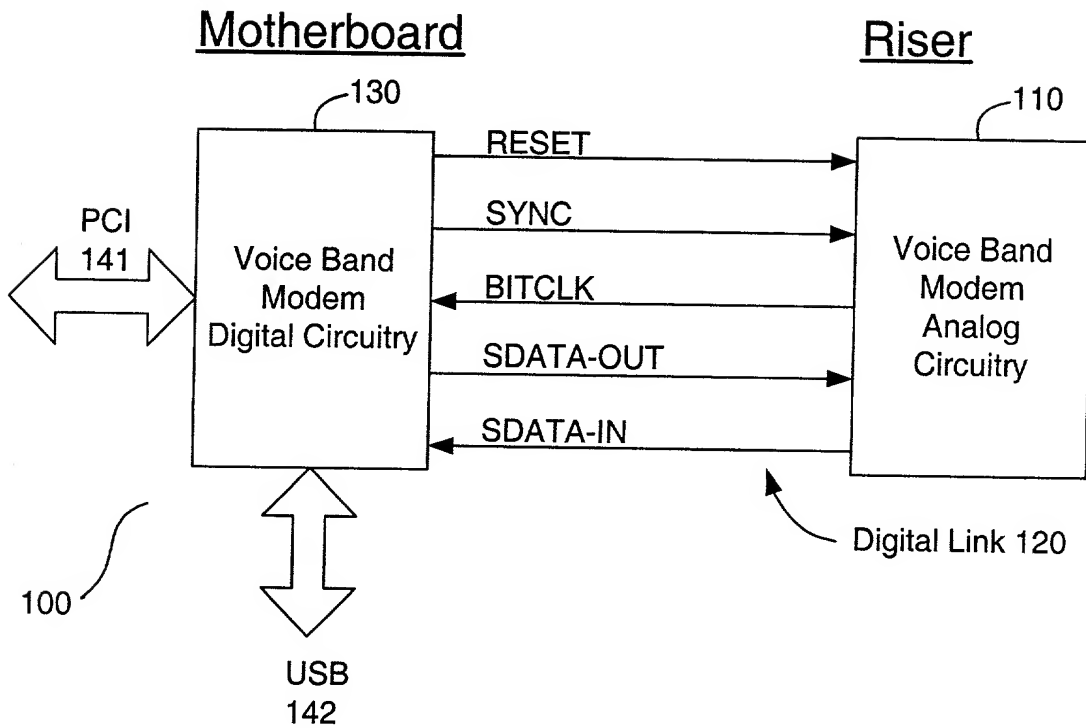 Motherboard
Riser
130
110
RESET
SYNC
PCI
141
Voice Band
Modem
Digital Circuitry
BITCLK
Voice Band
Modem
Analog
Circuitry
SDATA-OUT
SDATA-IN
Digital Link 120
100
USB
142